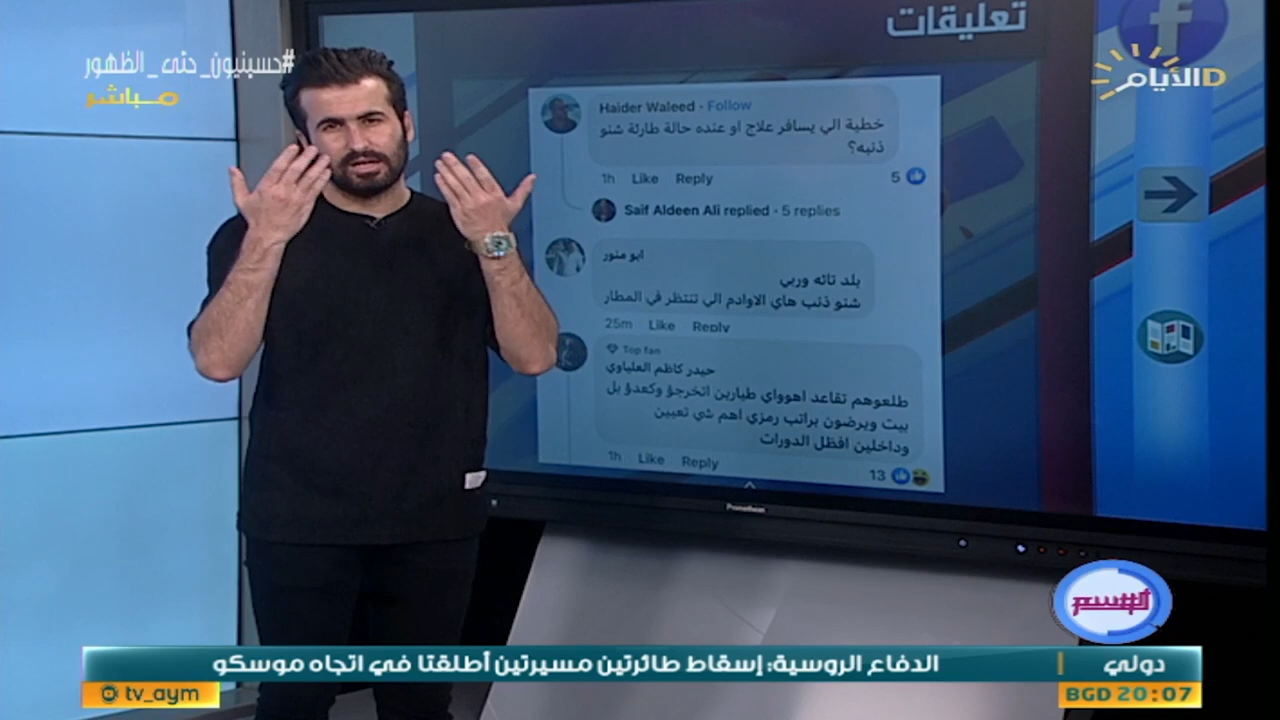 #حسينيون_حتى_الظهور
مباشر
الأيام
تعليقات
Haider Waleed · Follow
خطية الي يسافر علاج او عنده حالة طارئة شنو
ذنبه؟
1h Like Reply
5
Saif Aldeen Ali replied · 5 replies
ابو منور
بلد تائه وربي
شنو ذنب هاي الاوادم الي تنتظر في المطار
25m Like Reply
Top fan
حيدر كاظم العلياوي
طلعوهم تقاعد اهوواي طيارين اتخرجؤ وكعدؤ بل
بيت ويرضون براتب رمزي اهم شي تعيين
وداخلين افظل الدورات
1h Like Reply
13
Promethean
دولي
الدفاع الروسية: إسقاط طائرتين مسيرتين أطلقتا في اتجاه موسكو
tv_aym
BGD 20:07